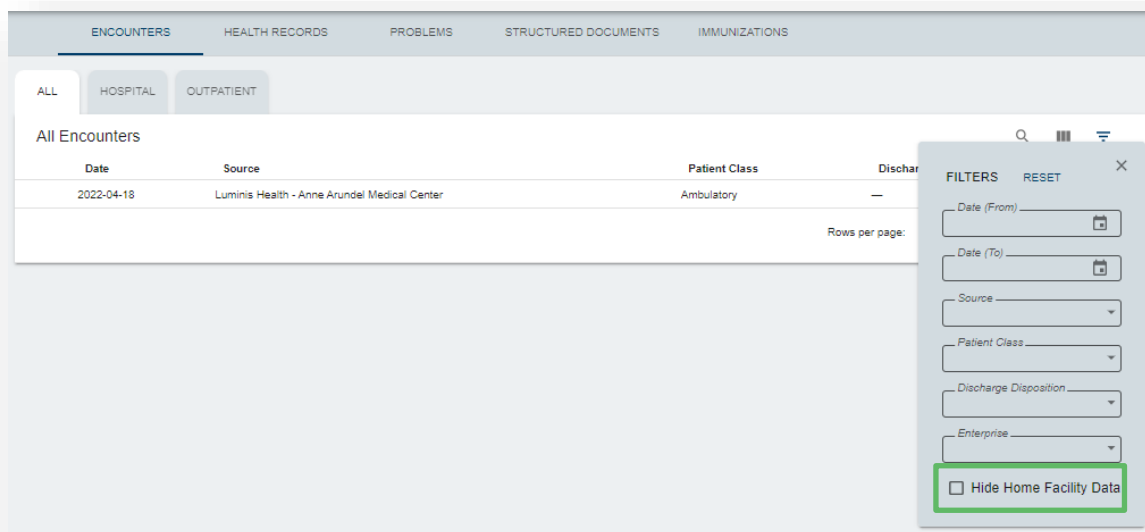 ENCOUNTERS HEALTH RECORDS PROBLEMS STRUCTURED DOCUMENTS IMMUNIZATIONS
ALL HOSPITAL OUTPATIENT
All Encounters
Date Source Patient Class Dischar
2022-04-18 Luminis Health - Anne Arundel Medical Center Ambulatory —
Rows per page:
FILTERS RESET
Date (From)
Date (To)
Source
Patient Class
Discharge Disposition
Enterprise
Hide Home Facility Data